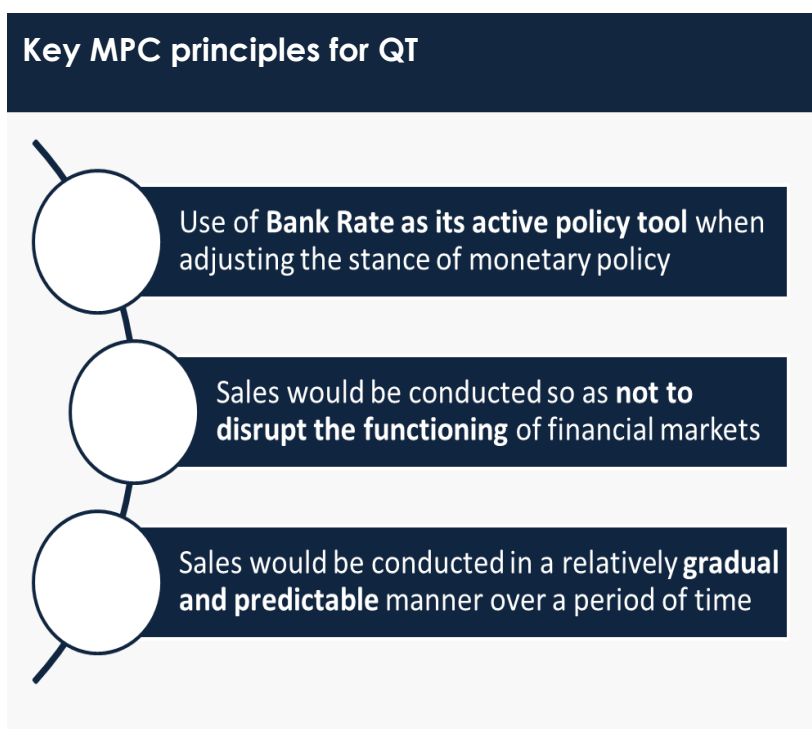 Key MPC principles for QT
Use of Bank Rate as its active policy tool when
adjusting the stance of monetary policy
Sales would be conducted so as not to
disrupt the functioning of financial markets
Sales would be conducted in a relatively gradual
and predictable manner over a period of time